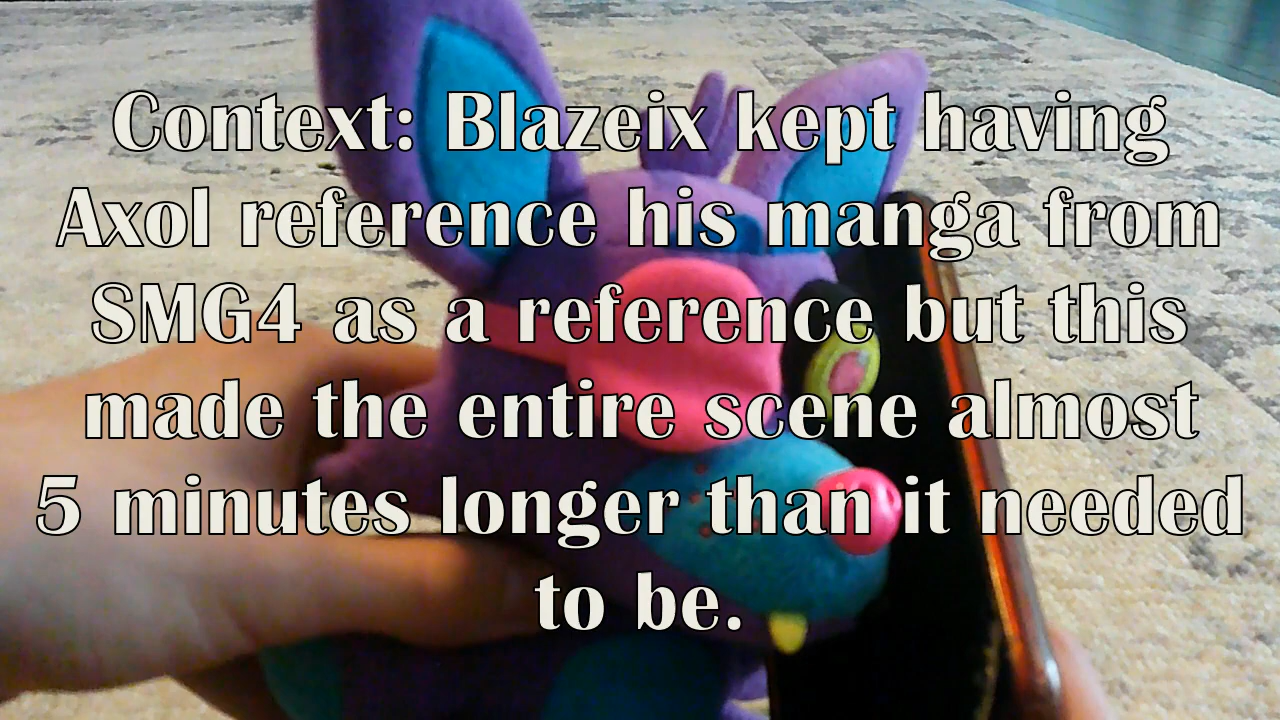 Context: Blazeix kept having
Axol reference his manga from
SMG4 as a reference but this
made the entire scene almost
5 minutes longer than it needed
to be.